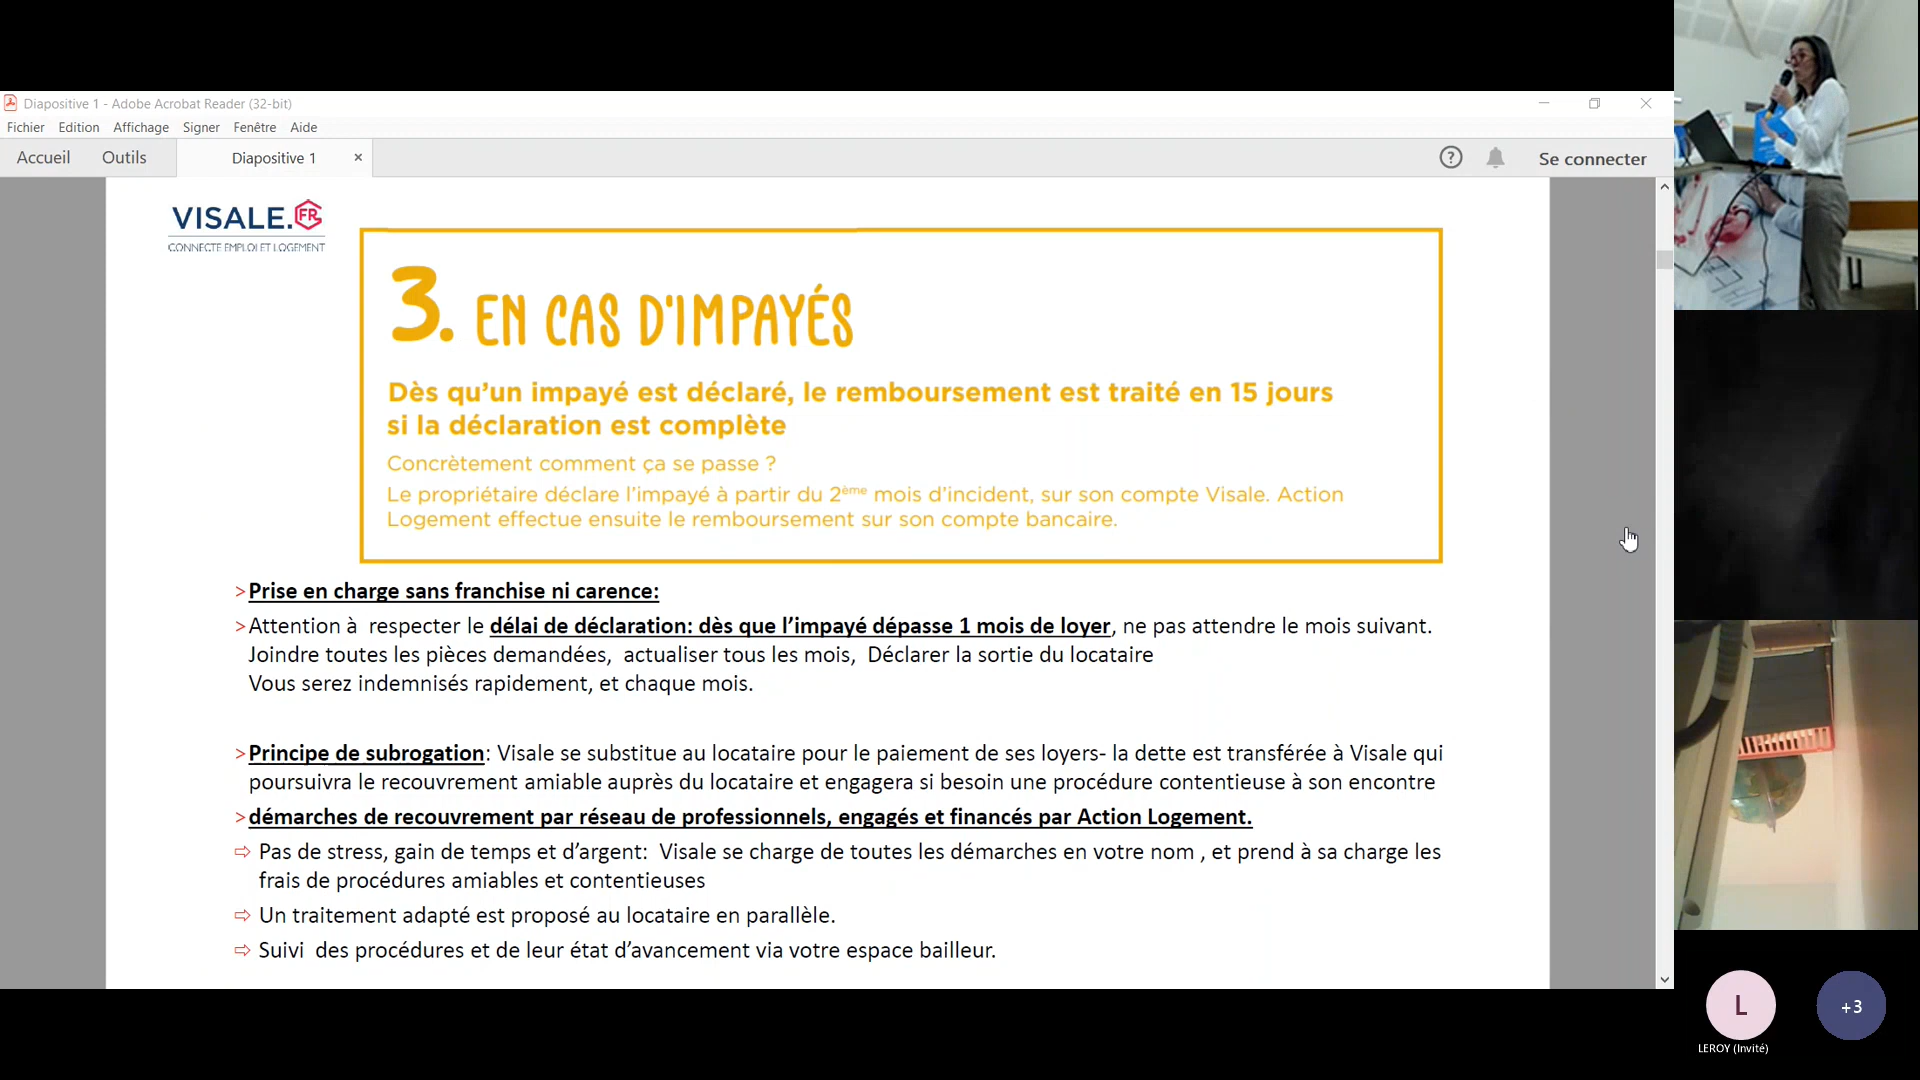 Diapositive 1 - Adobe Acrobat Reader (32-bit)
Fichier Edition Affichage Signer Fenêtre Aide
Accueil Outils Diapositive 1 × ? Se connecter
VISALE.FR
CONNECTE EMPLOI ET LOGEMENT
3. EN CAS D'IMPAYÉS
Dès qu'un impayé est déclaré, le remboursement est traité en 15 jours
si la déclaration est complète
Concrètement comment ça se passe ?
Le propriétaire déclare l'impayé à partir du 2ème mois d'incident, sur son compte Visale. Action
Logement effectue ensuite le remboursement sur son compte bancaire.
>Prise en charge sans franchise ni carence:
>Attention à respecter le délai de déclaration: dès que l'impayé dépasse 1 mois de loyer, ne pas attendre le mois suivant.
Joindre toutes les pièces demandées, actualiser tous les mois, Déclarer la sortie du locataire
Vous serez indemnisés rapidement, et chaque mois.
>Principe de subrogation: Visale se substitue au locataire pour le paiement de ses loyers- la dette est transférée à Visale qui
poursuivra le recouvrement amiable auprès du locataire et engagera si besoin une procédure contentieuse à son encontre
>démarches de recouvrement par réseau de professionnels, engagés et financés par Action Logement.
⇨ Pas de stress, gain de temps et d'argent: Visale se charge de toutes les démarches en votre nom , et prend à sa charge les
frais de procédures amiables et contentieuses
⇨ Un traitement adapté est proposé au locataire en parallèle.
⇨ Suivi des procédures et de leur état d'avancement via votre espace bailleur.
L
+3
LEROY (Invité)